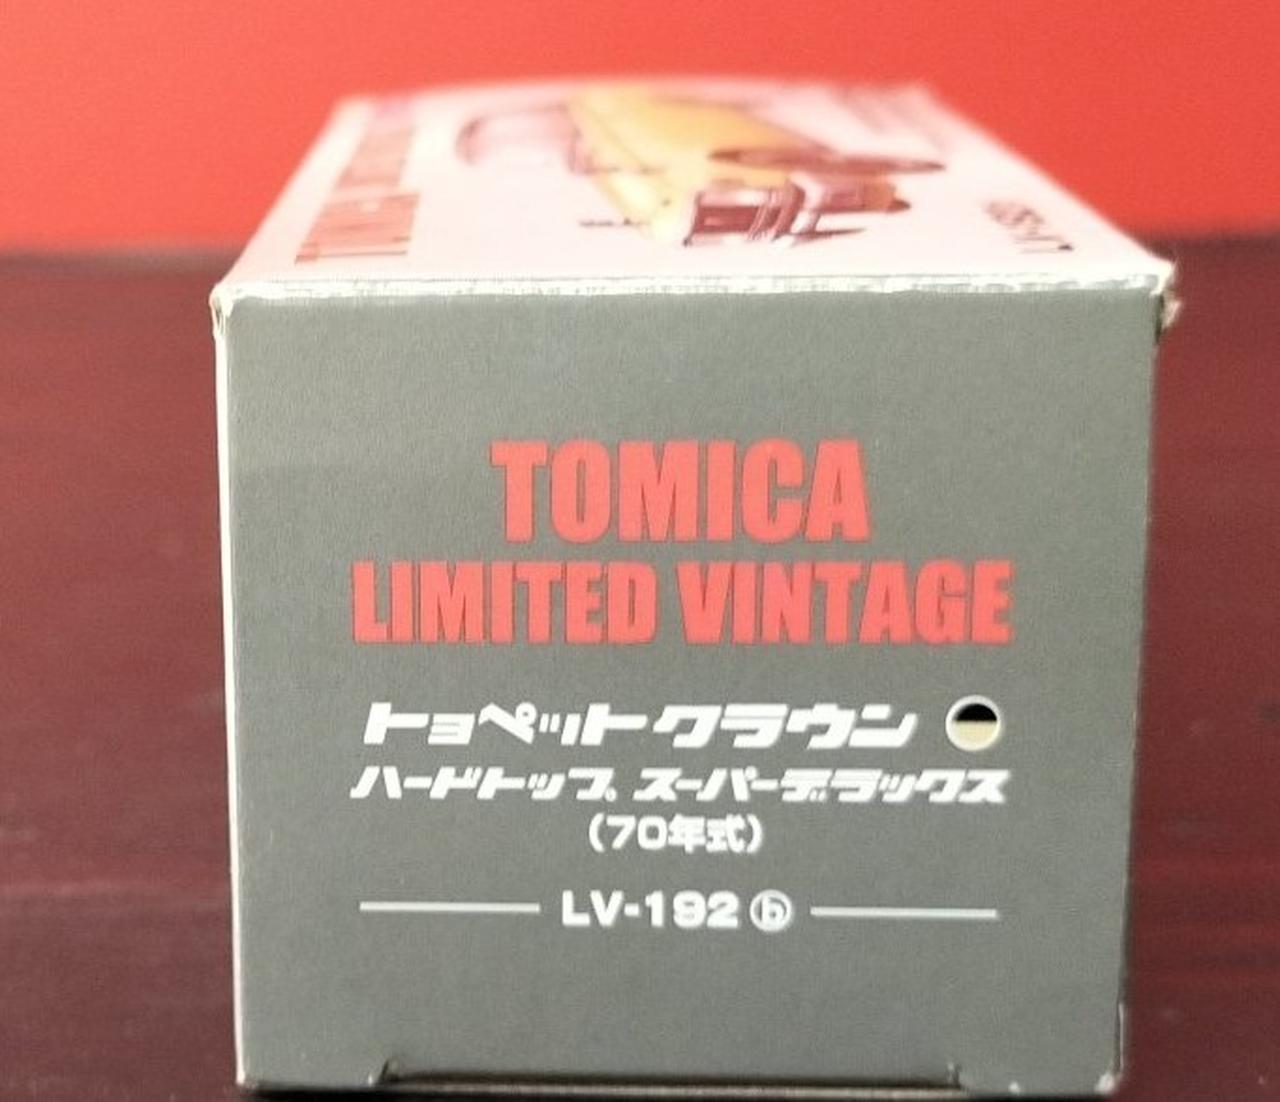 TOMICA
LIMITED VINTAGE
トヨペットクラウン
ハードトップ スーパーデラックス
(70年式)
LV-192 ⓑ